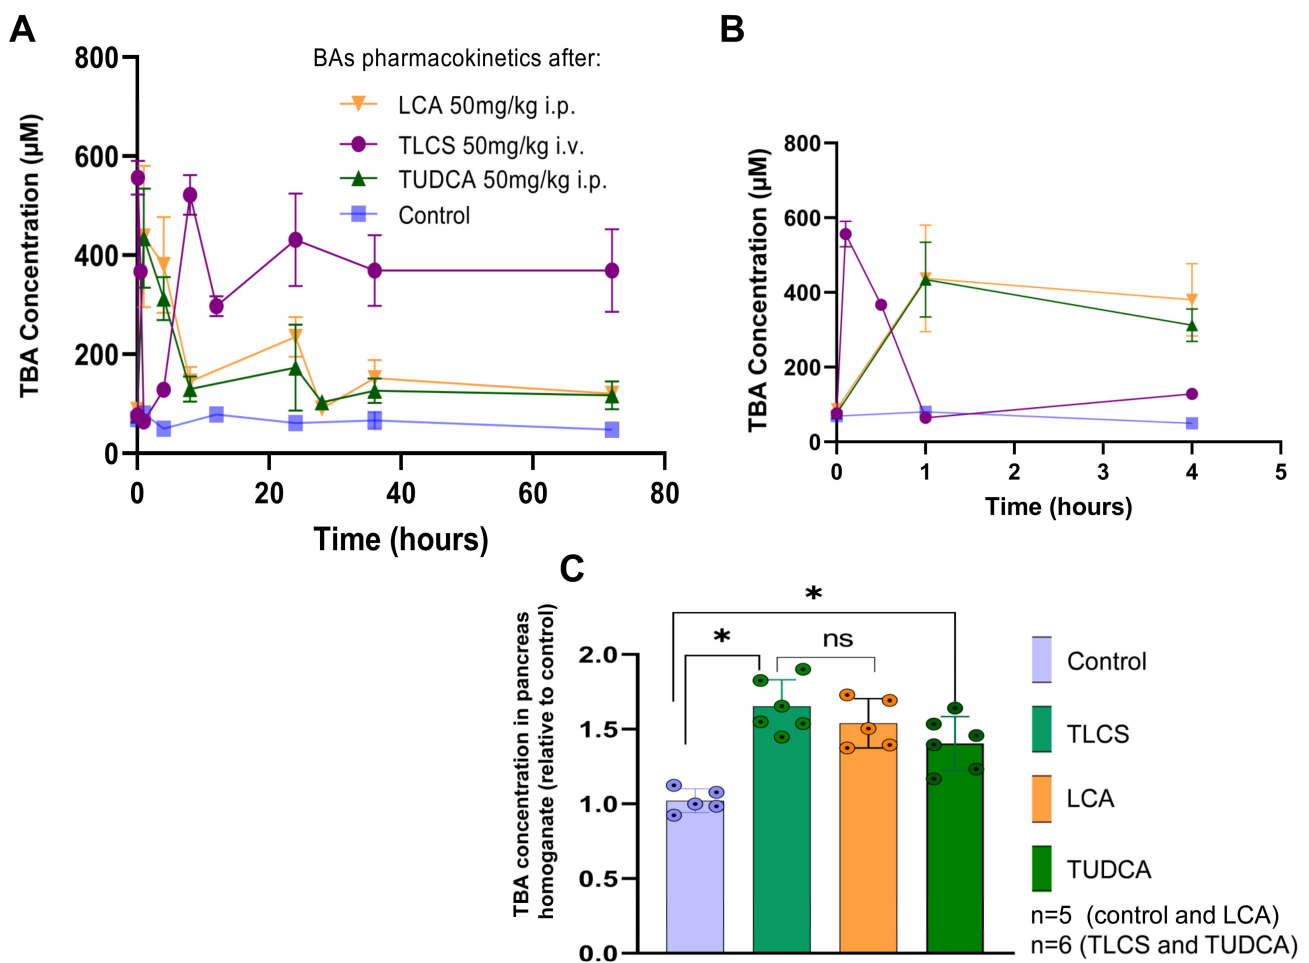 A
BAs pharmacokinetics after:
LCA 50mg/kg i.p.
TLCS 50mg/kg i.v.
TUDCA 50mg/kg i.p.
Control
TBA Concentration (µM)
800
600
400
200
0
0 20 40 60 80
Time (hours)
B
TBA Concentration (µM)
800
600
400
200
0
0 1 2 3 4 5
Time (hours)
C
TBA concentration in pancreas
homoganate (relative to control)
2.0
1.5
1.0
0.5
0.0
*
*
ns
Control
TLCS
LCA
TUDCA
n=5 (control and LCA)
n=6 (TLCS and TUDCA)